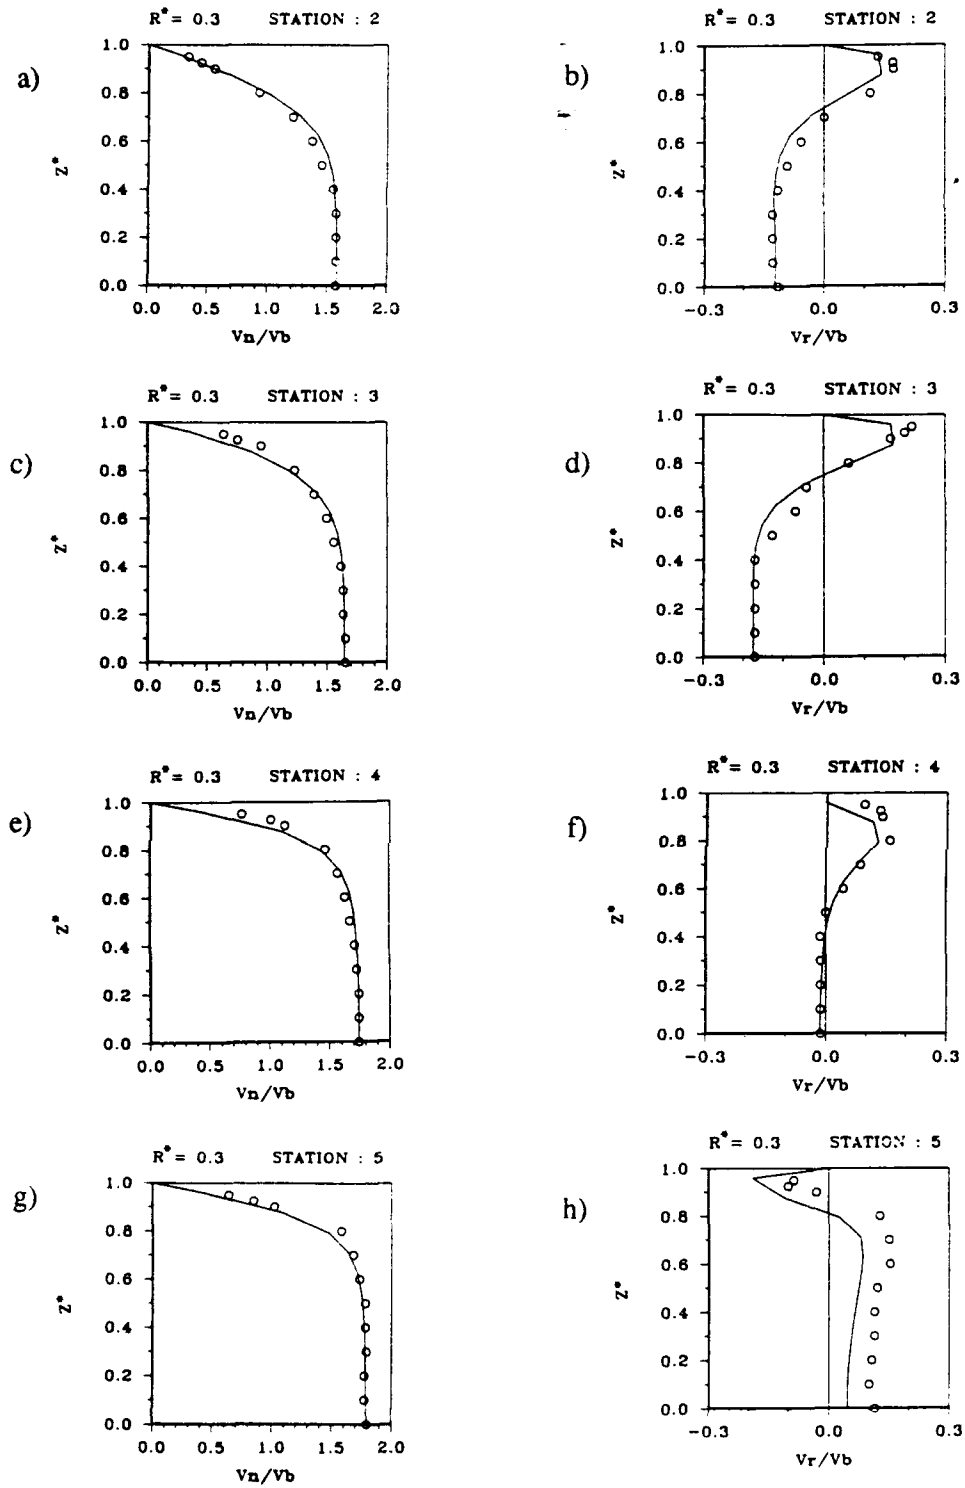 R* = 0.3 STATION : 2
a)
1.0
0.8
0.6
0.4
0.2
0.0
Z*
0.0 0.5 1.0 1.5 2.0
Vn/Vb
R* = 0.3 STATION : 2
b)
1.0
0.8
0.6
0.4
0.2
0.0
Z*
-0.3 0.0 0.3
Vr/Vb
R* = 0.3 STATION : 3
c)
1.0
0.8
0.6
0.4
0.2
0.0
Z*
0.0 0.5 1.0 1.5 2.0
Vn/Vb
R* = 0.3 STATION : 3
d)
1.0
0.8
0.6
0.4
0.2
0.0
Z*
-0.3 0.0 0.3
Vr/Vb
R* = 0.3 STATION : 4
e)
1.0
0.8
0.6
0.4
0.2
0.0
Z*
0.0 0.5 1.0 1.5 2.0
Vn/Vb
R* = 0.3 STATION : 4
f)
1.0
0.8
0.6
0.4
0.2
0.0
Z*
-0.3 0.0 0.3
Vr/Vb
R* = 0.3 STATION : 5
g)
1.0
0.8
0.6
0.4
0.2
0.0
Z*
0.0 0.5 1.0 1.5 2.0
Vn/Vb
R* = 0.3 STATION : 5
h)
1.0
0.8
0.6
0.4
0.2
0.0
Z*
-0.3 0.0 0.3
Vr/Vb